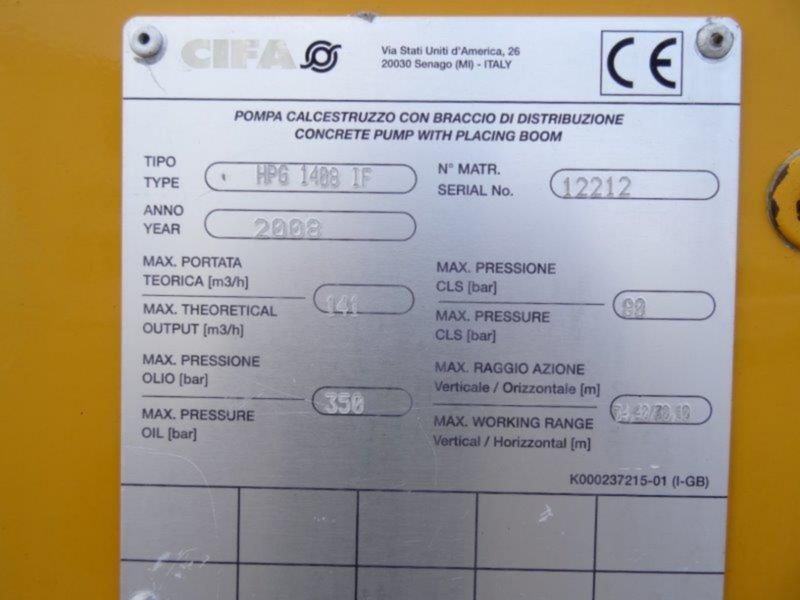 CIFA
Via Stati Uniti d'America, 26
20030 Senago (MI) - ITALY
CE
POMPA CALCESTRUZZO CON BRACCIO DI DISTRIBUZIONE
CONCRETE PUMP WITH PLACING BOOM
TIPO
TYPE
HPG 1408 IF
N° MATR.
SERIAL No.
12212
ANNO
YEAR
2008
MAX. PORTATA
TEORICA [m3/h]
MAX. THEORETICAL
OUTPUT [m3/h]
141
MAX. PRESSIONE
CLS [bar]
MAX. PRESSURE
CLS [bar]
80
MAX. PRESSIONE
OLIO [bar]
MAX. PRESSURE
OIL [bar]
350
MAX. RAGGIO AZIONE
Verticale / Orizzontale [m]
MAX. WORKING RANGE
Vertical / Horizzontal [m]
K000237215-01 (I-GB)